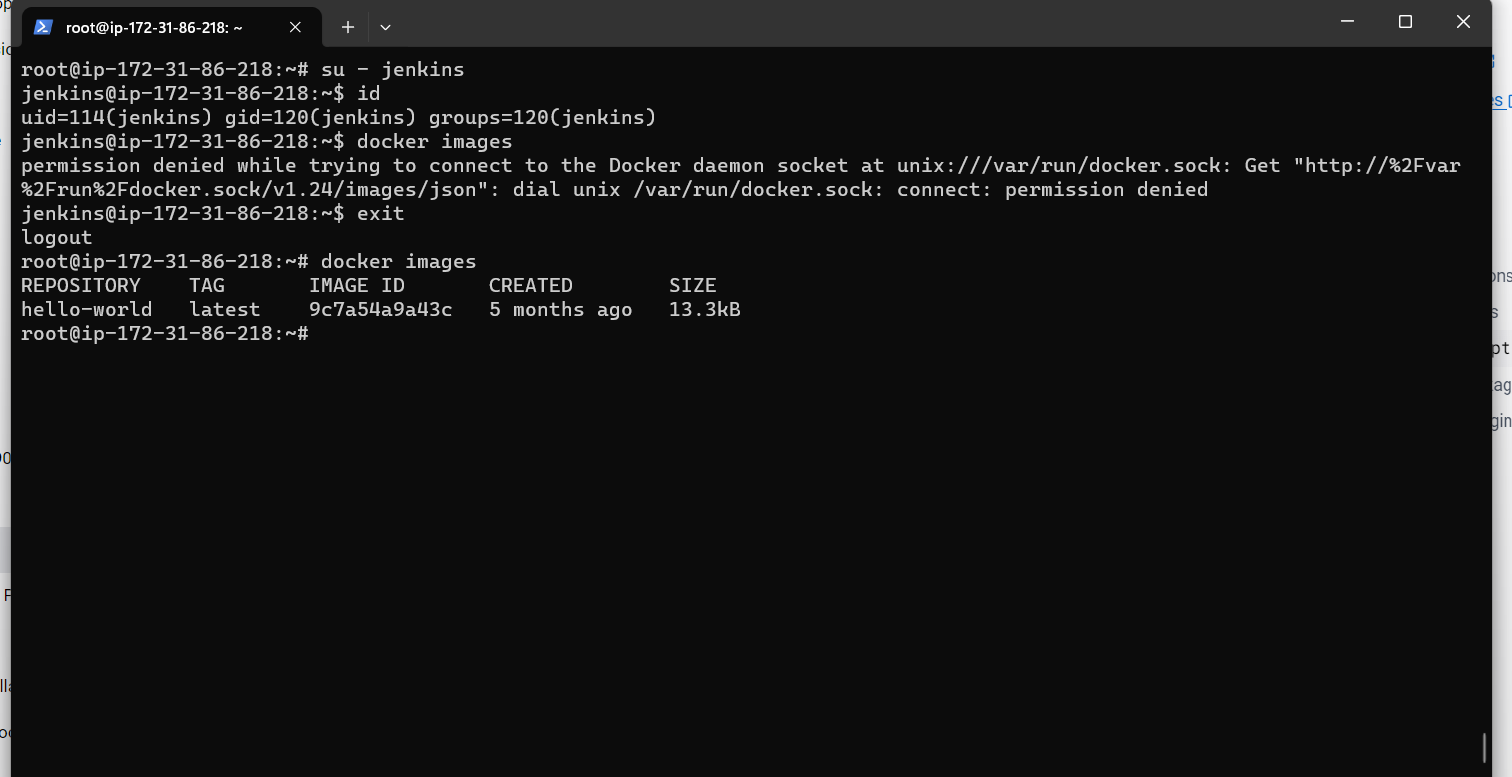 root@ip-172-31-86-218: ~
root@ip-172-31-86-218:~# su - jenkins
jenkins@ip-172-31-86-218:~$ id
uid=114(jenkins) gid=120(jenkins) groups=120(jenkins)
jenkins@ip-172-31-86-218:~$ docker images
permission denied while trying to connect to the Docker daemon socket at unix:///var/run/docker.sock: Get "http://%2Fvar
%2Frun%2Fdocker.sock/v1.24/images/json": dial unix /var/run/docker.sock: connect: permission denied
jenkins@ip-172-31-86-218:~$ exit
logout
root@ip-172-31-86-218:~# docker images
REPOSITORY    TAG       IMAGE ID       CREATED        SIZE
hello-world   latest    9c7a54a9a43c   5 months ago   13.3kB
root@ip-172-31-86-218:~#